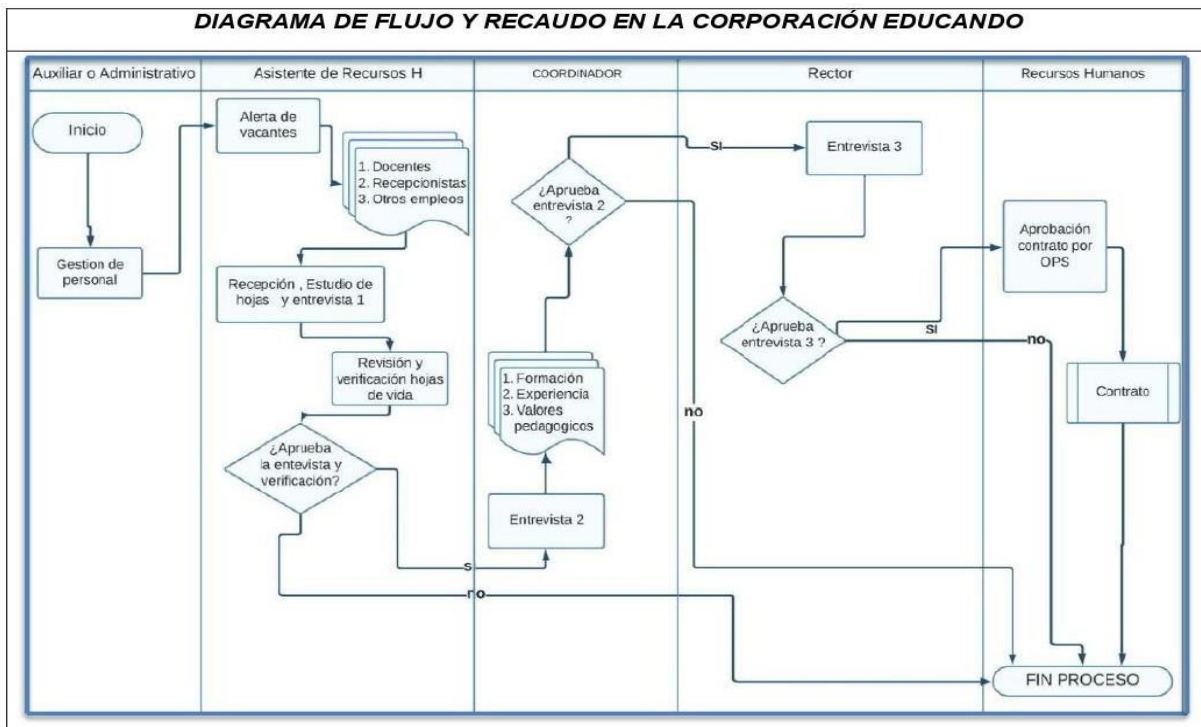 DIAGRAMA DE FLUJO Y RECAUDO EN LA CORPORACIÓN EDUCANDO
Auxiliar o Administrativo
Asistente de Recursos H
COORDINADOR
Rector
Recursos Humanos
Inicio
Gestion de
personal
Alerta de
vacantes
1. Docentes
2. Recepcionistas
3. Otros empleos
Recepción , Estudio de
hojas y entrevista 1
Revisión y
verificación hojas
de vida
¿Aprueba
la entevista y
verificación?
s
no
Entrevista 2
1. Formación
2. Experiencia
3. Valores
pedagogicos
¿Aprueba
entrevista 2
?
SI
no
Entrevista 3
¿Aprueba
entrevista 3 ?
SI
no
Aprobación
contrato por
OPS
Contrato
FIN PROCESO